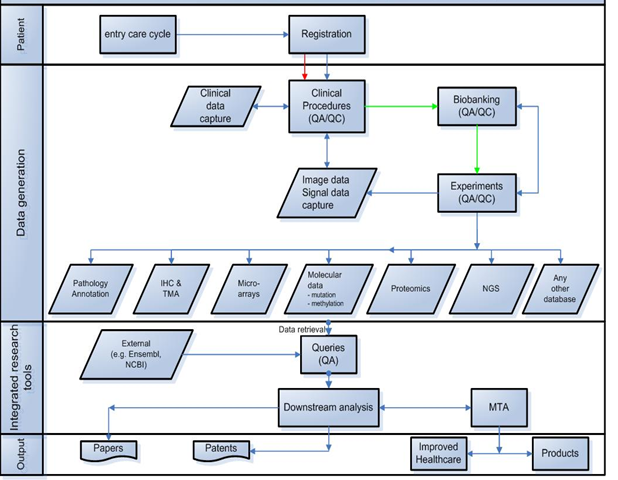 Patient
entry care cycle
Registration
Data generation
Clinical
data
capture
Clinical
Procedures
(QA/QC)
Biobanking
(QA/QC)
Image data
Signal data
capture
Experiments
(QA/QC)
Pathology
Annotation
IHC &
TMA
Micro-
arrays
Molecular
data
- mutation
- methylation
Proteomics
NGS
Any
other
database
Integrated research
tools
Data retrieval
External
(e.g. Ensembl,
NCBI)
Queries
(QA)
Downstream analysis
MTA
Output
Papers
Patents
Improved
Healthcare
Products